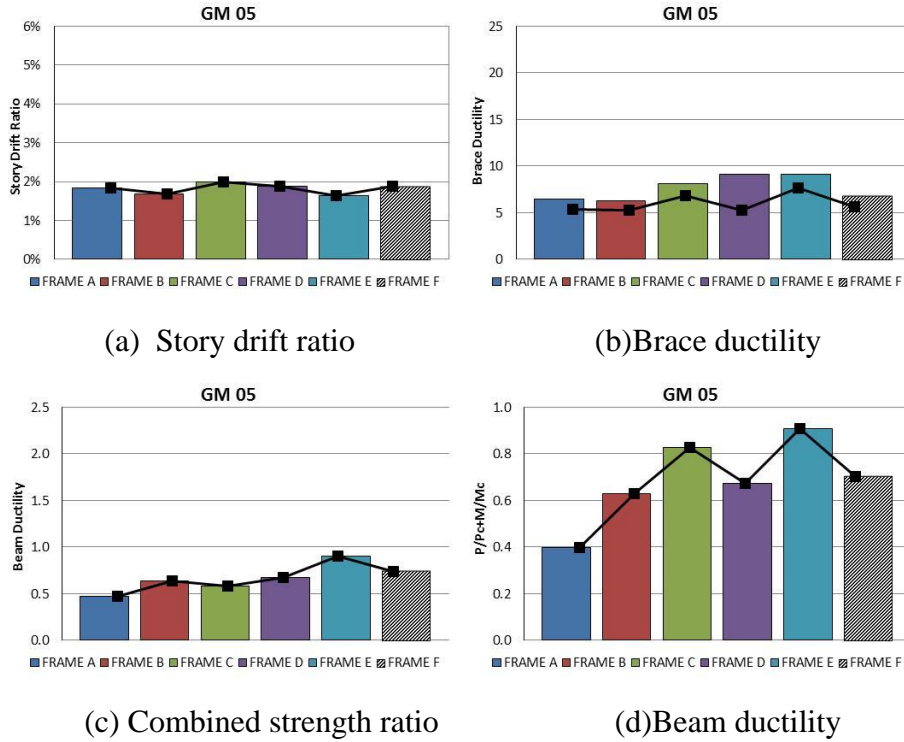 GM 05
6%
5%
4%
3%
2%
1%
0%
Story Drift Ratio
FRAME A FRAME B FRAME C FRAME D FRAME E FRAME F
(a) Story drift ratio
GM 05
25
20
15
10
5
0
Brace Ductility
FRAME A FRAME B FRAME C FRAME D FRAME E FRAME F
(b)Brace ductility
GM 05
2.5
2.0
1.5
1.0
0.5
0.0
Beam Ductility
FRAME A FRAME B FRAME C FRAME D FRAME E FRAME F
(c) Combined strength ratio
GM 05
1.0
0.8
0.6
0.4
0.2
0.0
P/Pc+M/Mc
FRAME A FRAME B FRAME C FRAME D FRAME E FRAME F
(d)Beam ductility